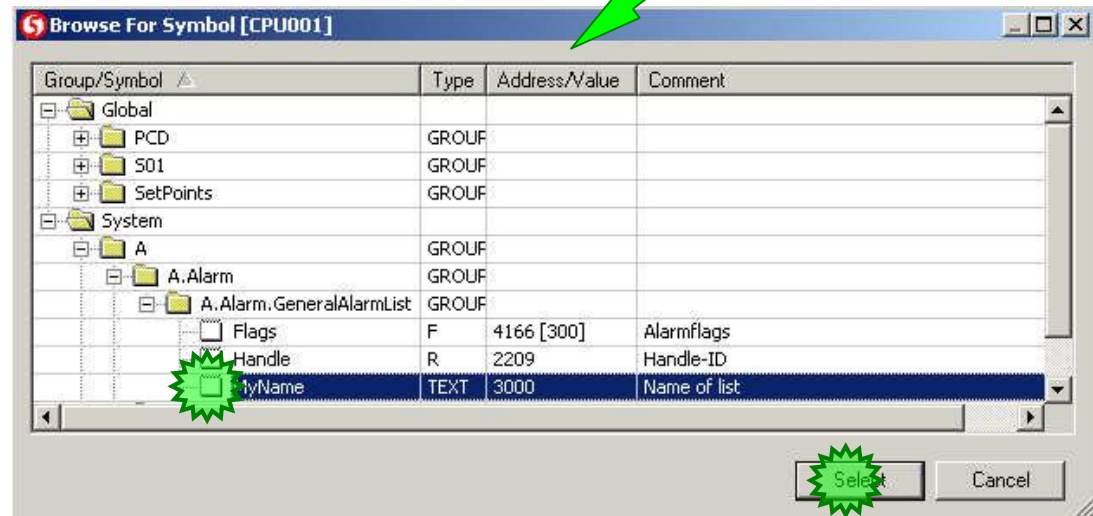 Browse For Symbol [CPU001]
Group/Symbol Type Address/Value Comment
Global
PCD GROUP
S01 GROUP
SetPoints GROUP
System
A GROUP
A.Alarm GROUP
A.Alarm.GeneralAlarmList GROUP
Flags F 4166 [300] Alarmflags
Handle R 2209 Handle-ID
MyName TEXT 3000 Name of list
Select Cancel